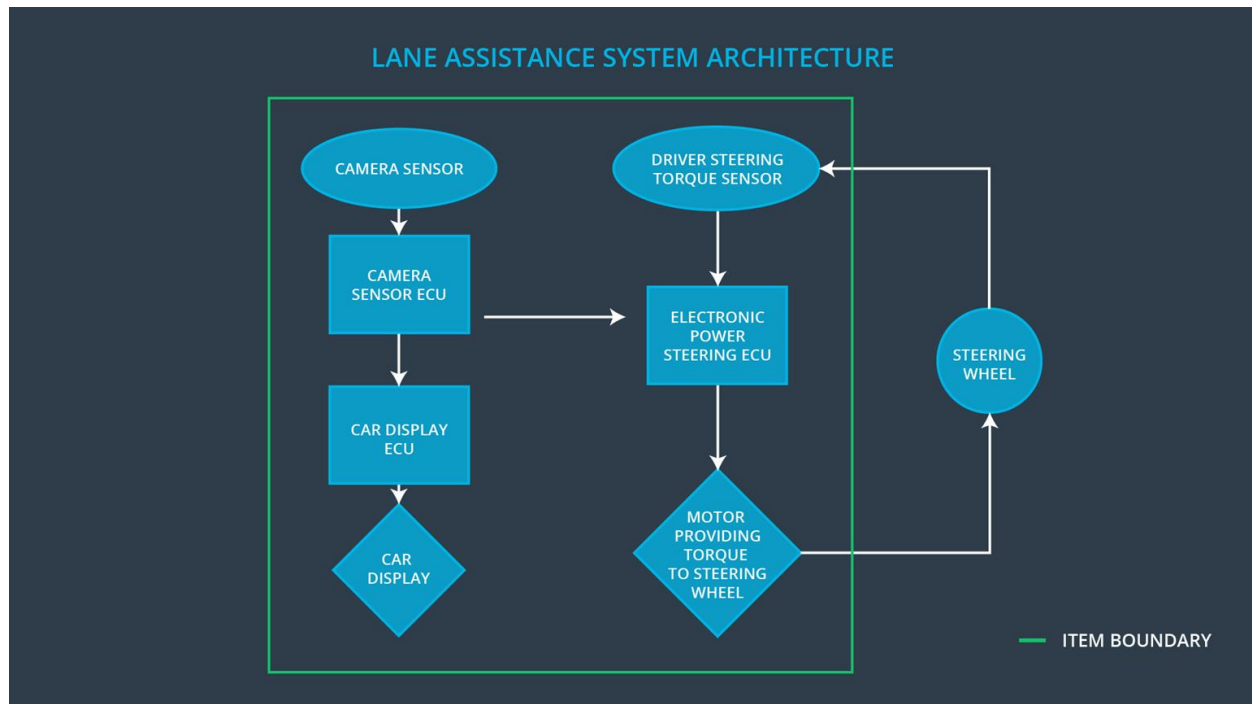 LANE ASSISTANCE SYSTEM ARCHITECTURE
CAMERA SENSOR
DRIVER STEERING
TORQUE SENSOR
CAMERA
SENSOR ECU
ELECTRONIC
POWER
STEERING ECU
STEERING
WHEEL
CAR DISPLAY
ECU
MOTOR
PROVIDING
TORQUE
TO STEERING
WHEEL
CAR
DISPLAY
ITEM BOUNDARY